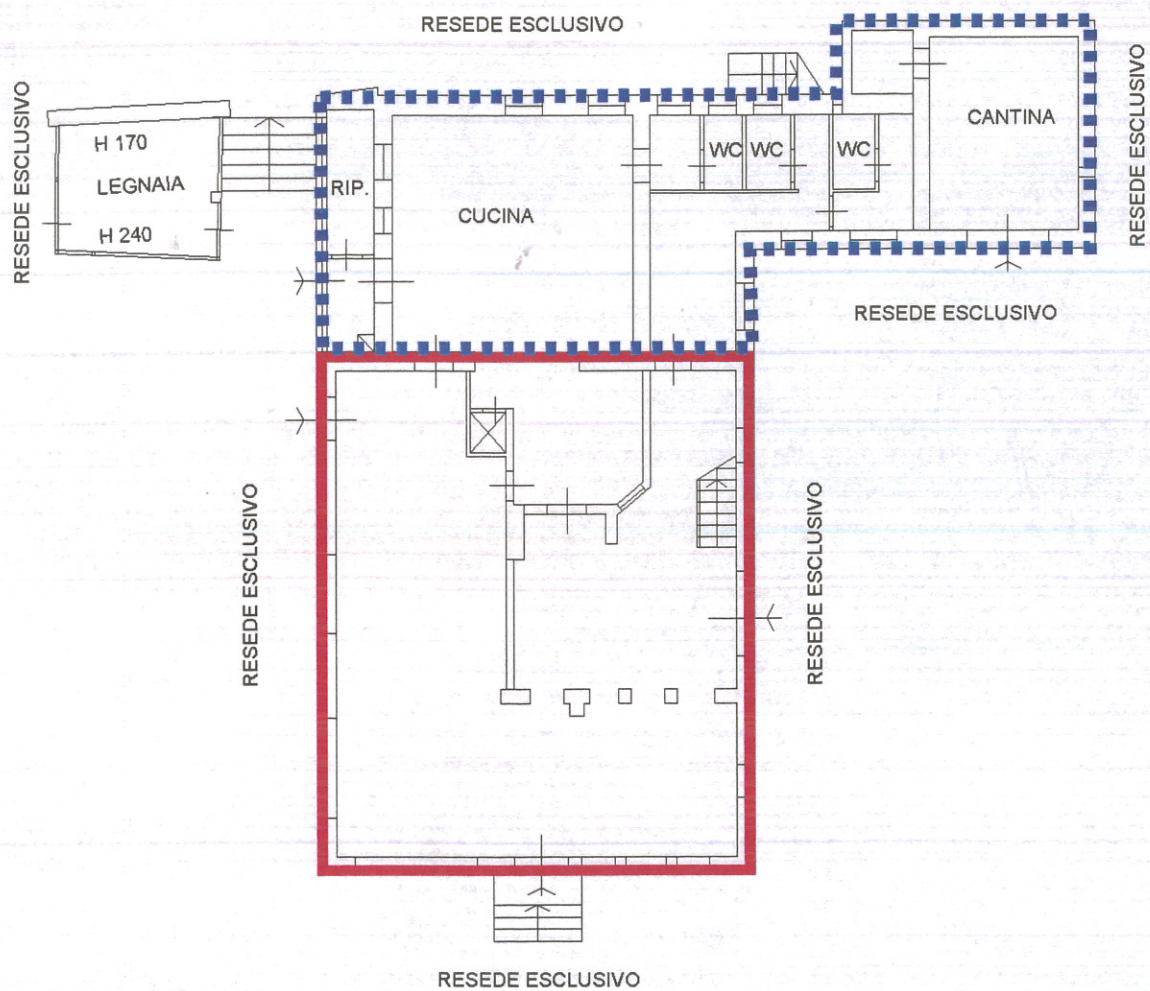 RESEDE ESCLUSIVO
RESEDE ESCLUSIVO
RESEDE ESCLUSIVO
H 170
LEGNAIA
H 240
RIP.
CUCINA
WC
WC
WC
CANTINA
RESEDE ESCLUSIVO
RESEDE ESCLUSIVO
RESEDE ESCLUSIVO
RESEDE ESCLUSIVO